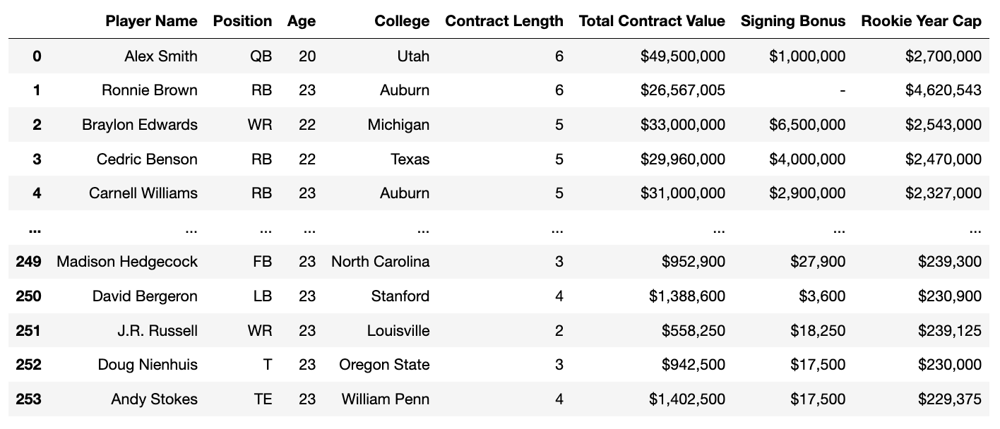 Player Name Position Age College Contract Length Total Contract Value Signing Bonus Rookie Year Cap
0 Alex Smith QB 20 Utah 6 $49,500,000 $1,000,000 $2,700,000
1 Ronnie Brown RB 23 Auburn 6 $26,567,005 - $4,620,543
2 Braylon Edwards WR 22 Michigan 5 $33,000,000 $6,500,000 $2,543,000
3 Cedric Benson RB 22 Texas 5 $29,960,000 $4,000,000 $2,470,000
4 Carnell Williams RB 23 Auburn 5 $31,000,000 $2,900,000 $2,327,000
... ... ... ... ... ... ... ... ...
249 Madison Hedgecock FB 23 North Carolina 3 $952,900 $27,900 $239,300
250 David Bergeron LB 23 Stanford 4 $1,388,600 $3,600 $230,900
251 J.R. Russell WR 23 Louisville 2 $558,250 $18,250 $239,125
252 Doug Nienhuis T 23 Oregon State 3 $942,500 $17,500 $230,000
253 Andy Stokes TE 23 William Penn 4 $1,402,500 $17,500 $229,375